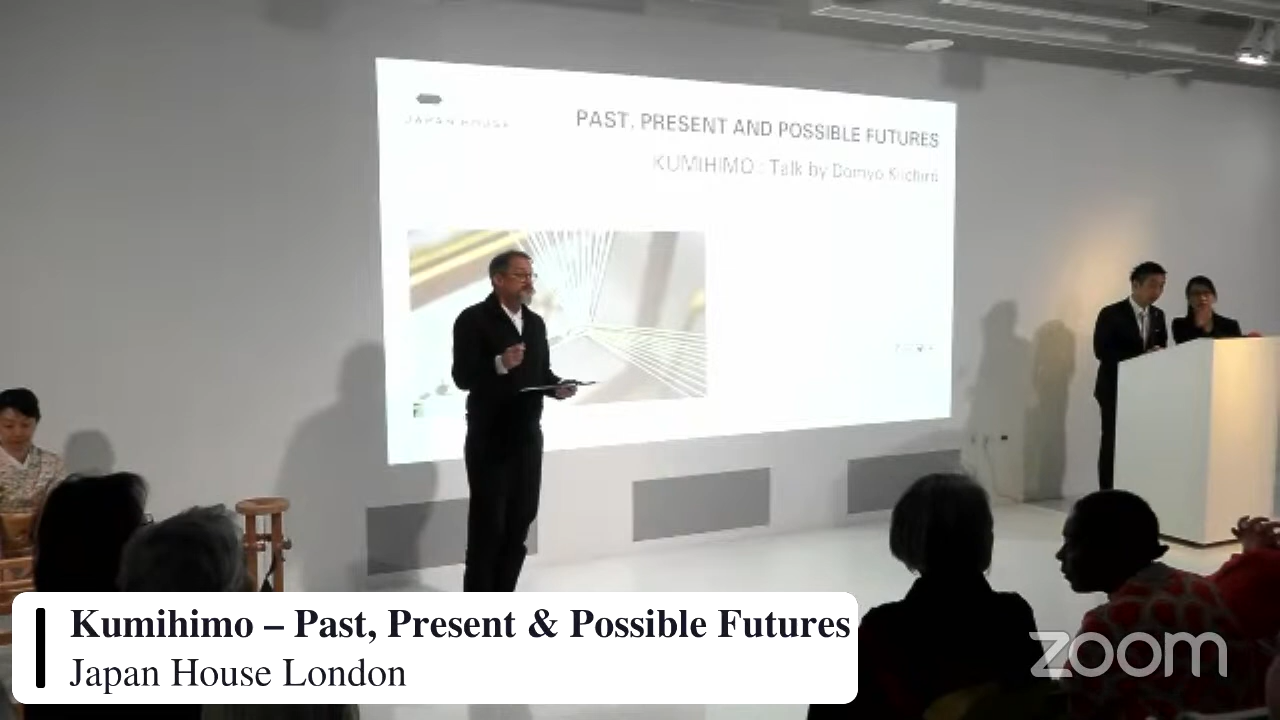 JAPAN HOUSE
PAST, PRESENT AND POSSIBLE FUTURES
KUMIHIMO : Talk by Domyo Kiichiro
Kumihimo – Past, Present & Possible Futures
Japan House London
zoom